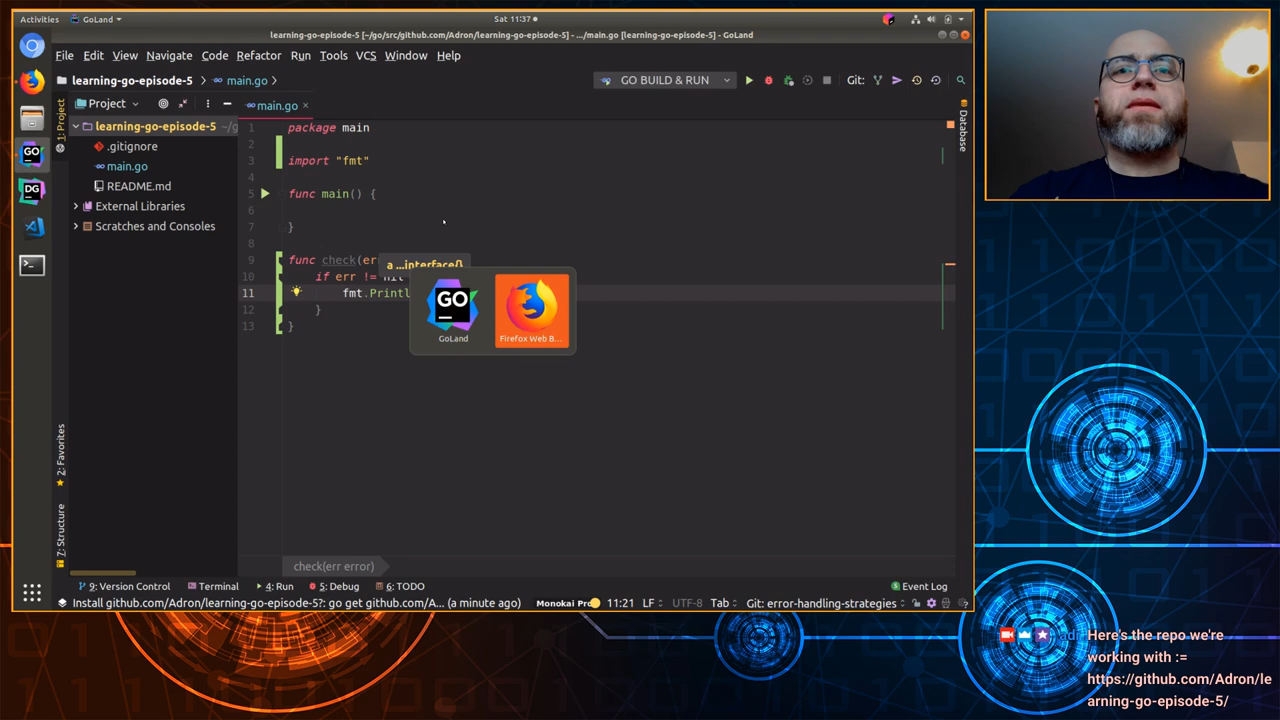 Activities GoLand Sat 11:37
learning-go-episode-5 [~/go/src/github.com/Adron/learning-go-episode-5] - .../main.go [learning-go-episode-5] - GoLand
File Edit View Navigate Code Refactor Run Tools VCS Window Help
learning-go-episode-5 main.go GO BUILD & RUN Git:
1: Project
Project
learning-go-episode-5 ~/g
.gitignore
main.go
README.md
External Libraries
Scratches and Consoles
2: Favorites
7: Structure
main.go
1 package main
2
3 import "fmt"
4
5 func main() {
6
7 }
8
9 func check(er
a ...interface{}
10 if err != nil
11 fmt.Printl
12 }
13 }
GO
GoLand Firefox Web B...
Database
check(err error)
9: Version Control Terminal 4: Run 5: Debug 6: TODO Event Log
Install github.com/Adron/learning-go-episode-5?: go get github.com/A... (a minute ago) Monokai Pro 11:21 LF UTF-8 Tab Git: error-handling-strategies
GO
DG
Here's the repo we're
working with :=
https://github.com/Adron/le
arning-go-episode-5/